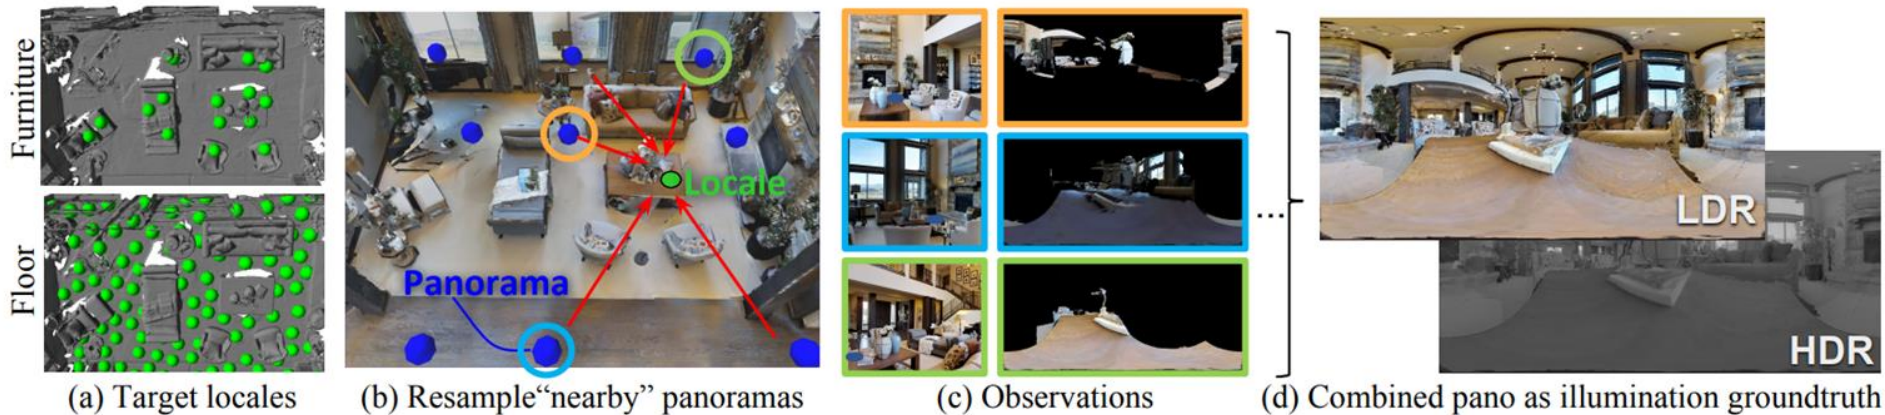 Furniture
Floor
Locale
Panorama
...
LDR
HDR
(a) Target locales
(b) Resample“nearby” panoramas
(c) Observations
(d) Combined pano as illumination groundtruth